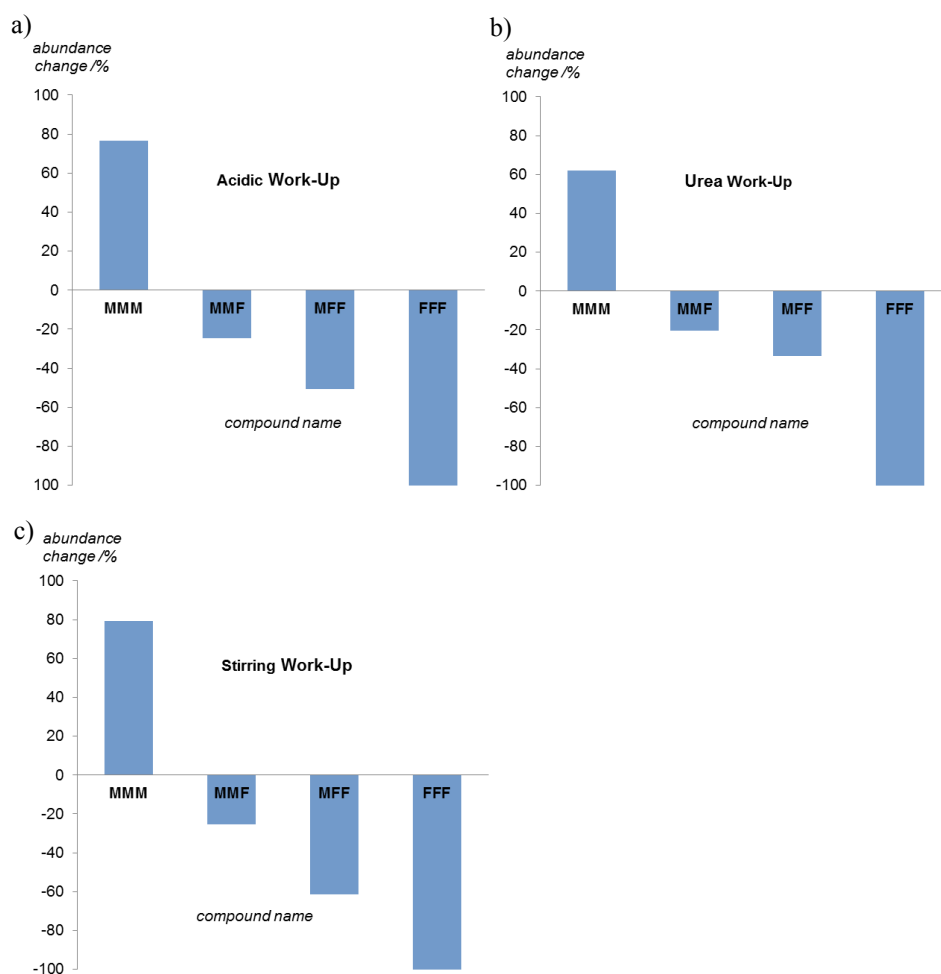 a)
abundance
change /%
100
80
60
40
20
0
-20
-40
-60
-80
100
Acidic Work-Up
MMM MMF MFF FFF
compound name
b)
abundance
change /%
100
80
60
40
20
0
-20
-40
-60
-80
-100
Urea Work-Up
MMM MMF MFF FFF
compound name
c)
abundance
change /%
100
80
60
40
20
0
-20
-40
-60
-80
-100
Stirring Work-Up
MMM MMF MFF FFF
compound name